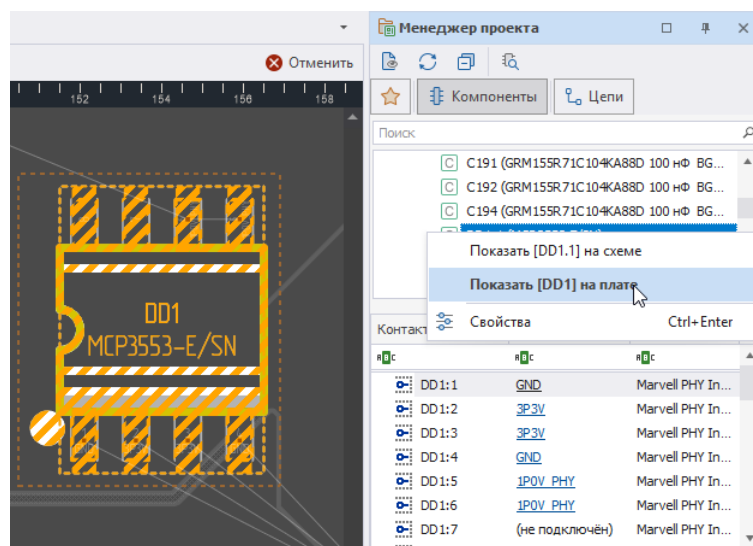 Менеджер проекта
Отменить
152 154 156 158
Компоненты
Цепи
Поиск
C191 (GRM155R71C104KA88D 100 нФ BG...
C192 (GRM155R71C104KA88D 100 нФ BG...
C194 (GRM155R71C104KA88D 100 нФ BG...
Показать [DD1.1] на схеме
Показать [DD1] на плате
Свойства Ctrl+Enter
Контакт
ABC ABC ABC
DD1:1 GND Marvell PHY In...
DD1:2 3P3V Marvell PHY In...
DD1:3 3P3V Marvell PHY In...
DD1:4 GND Marvell PHY In...
DD1:5 1P0V_PHY Marvell PHY In...
DD1:6 1P0V_PHY Marvell PHY In...
DD1:7 (не подключён) Marvell PHY In...
DD1
MCP3553-E/SN